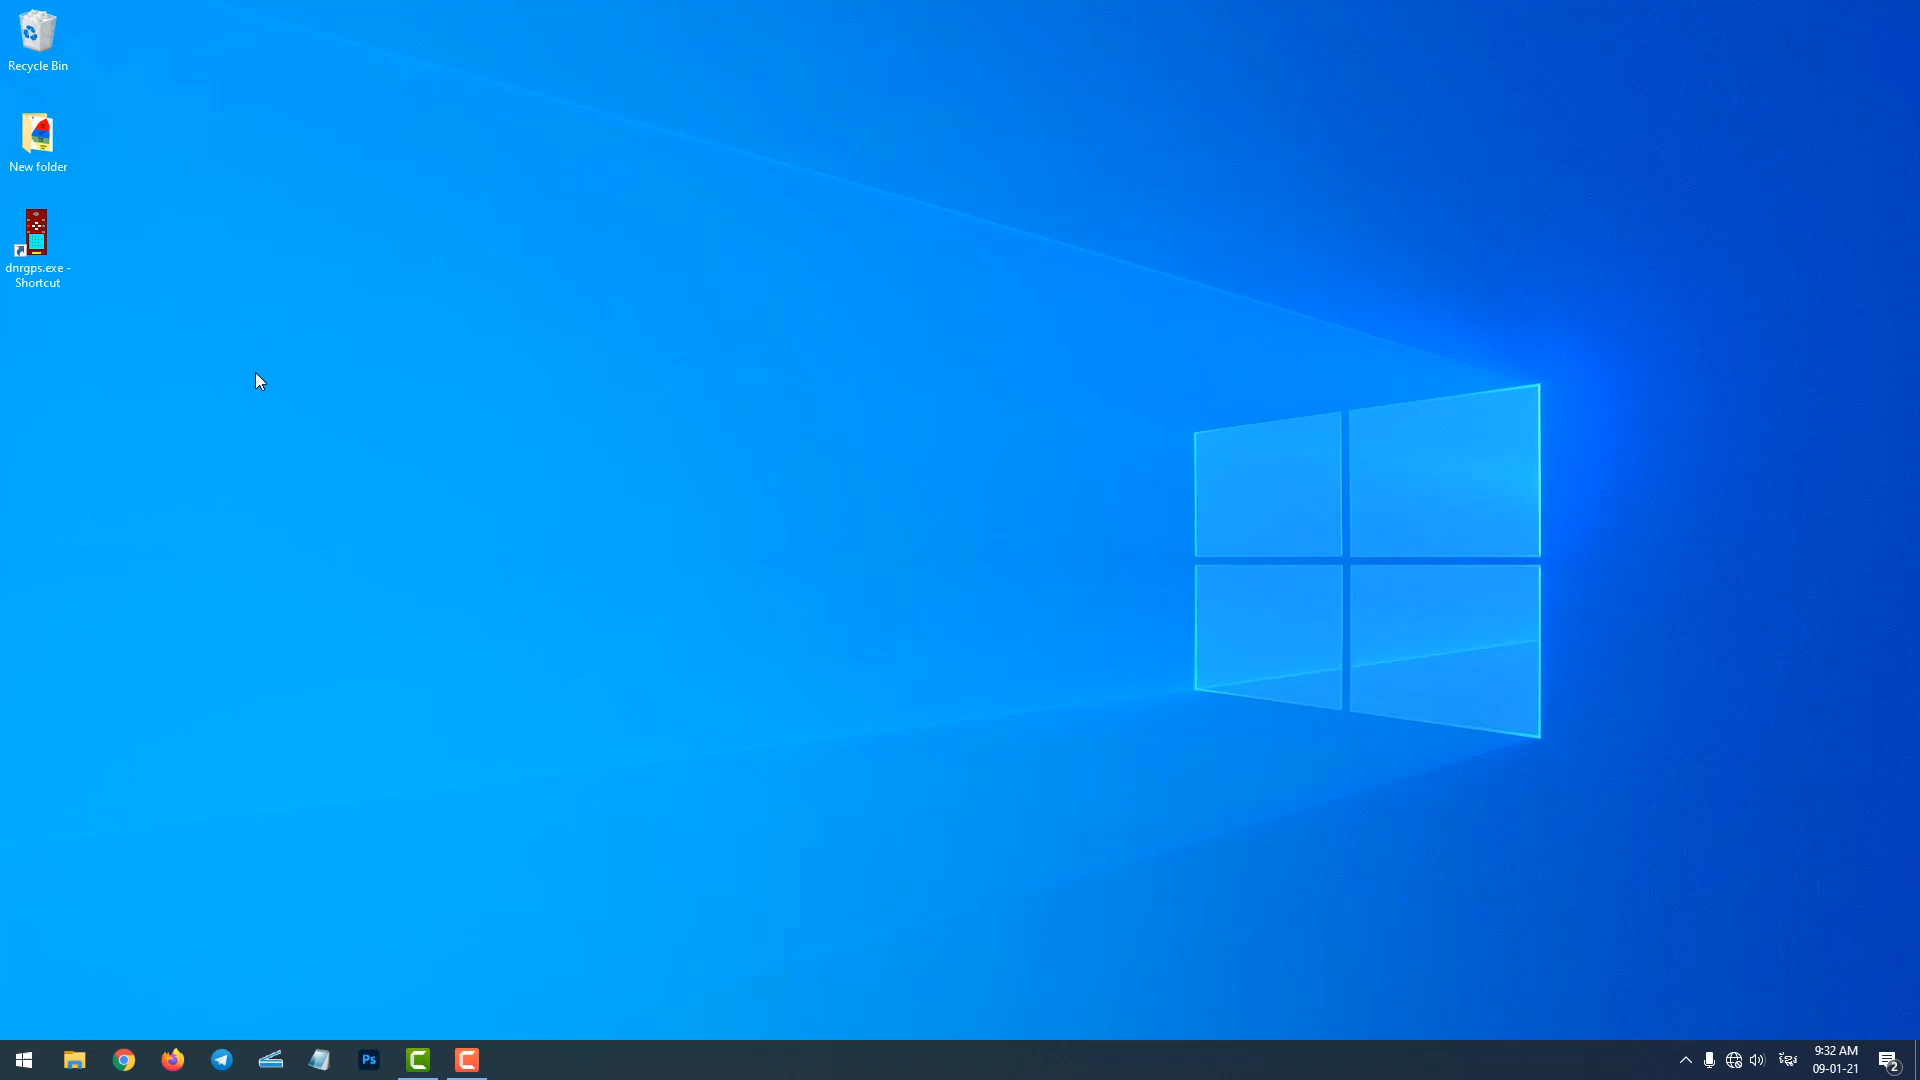 Recycle Bin
New folder
dnrgps.exe -
Shortcut
Ps
9:32 AM
09-01-21
2